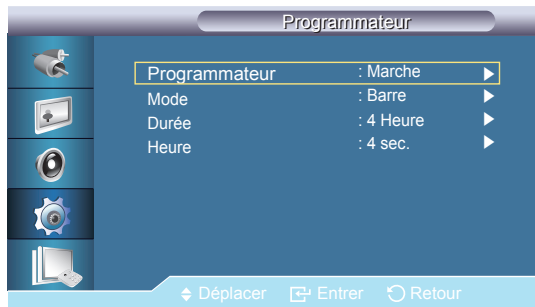 Programmateur
Programmateur : Marche
Mode : Barre
Durée : 4 Heure
Heure : 4 sec.
Déplacer Entrer Retour